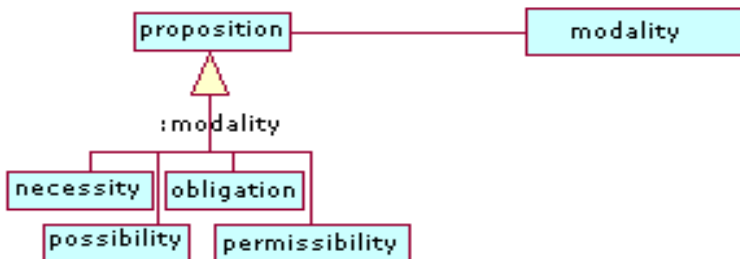 proposition
modality
:modality
necessity
obligation
possibility
permissibility